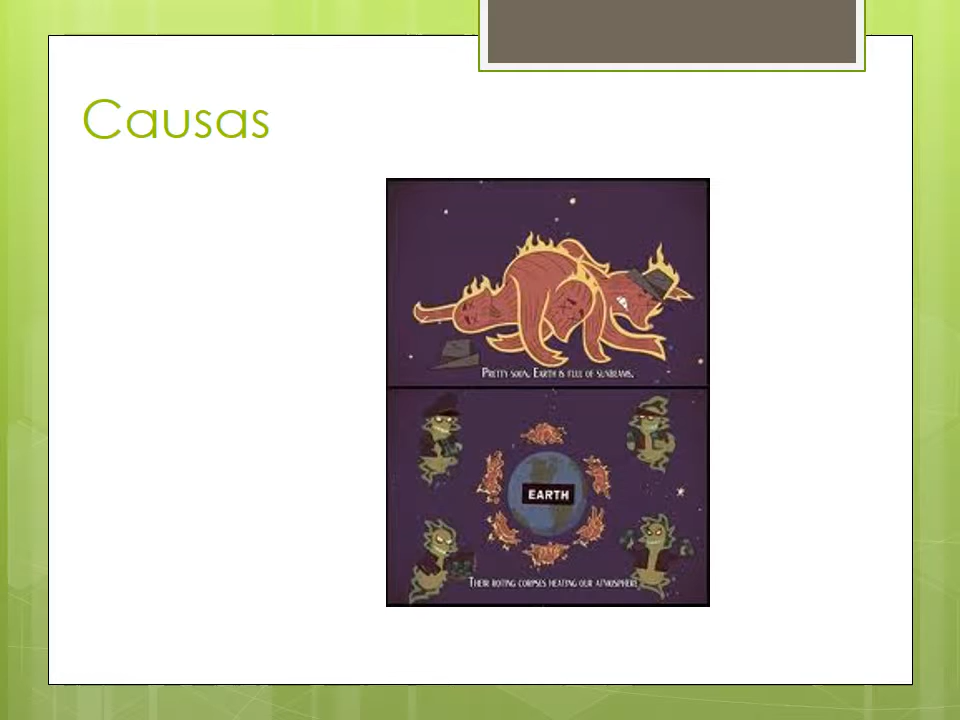 Causas
Pretty soon, Earth is full of sunbeams,
EARTH
Their rotting corpses heating our atmosphere